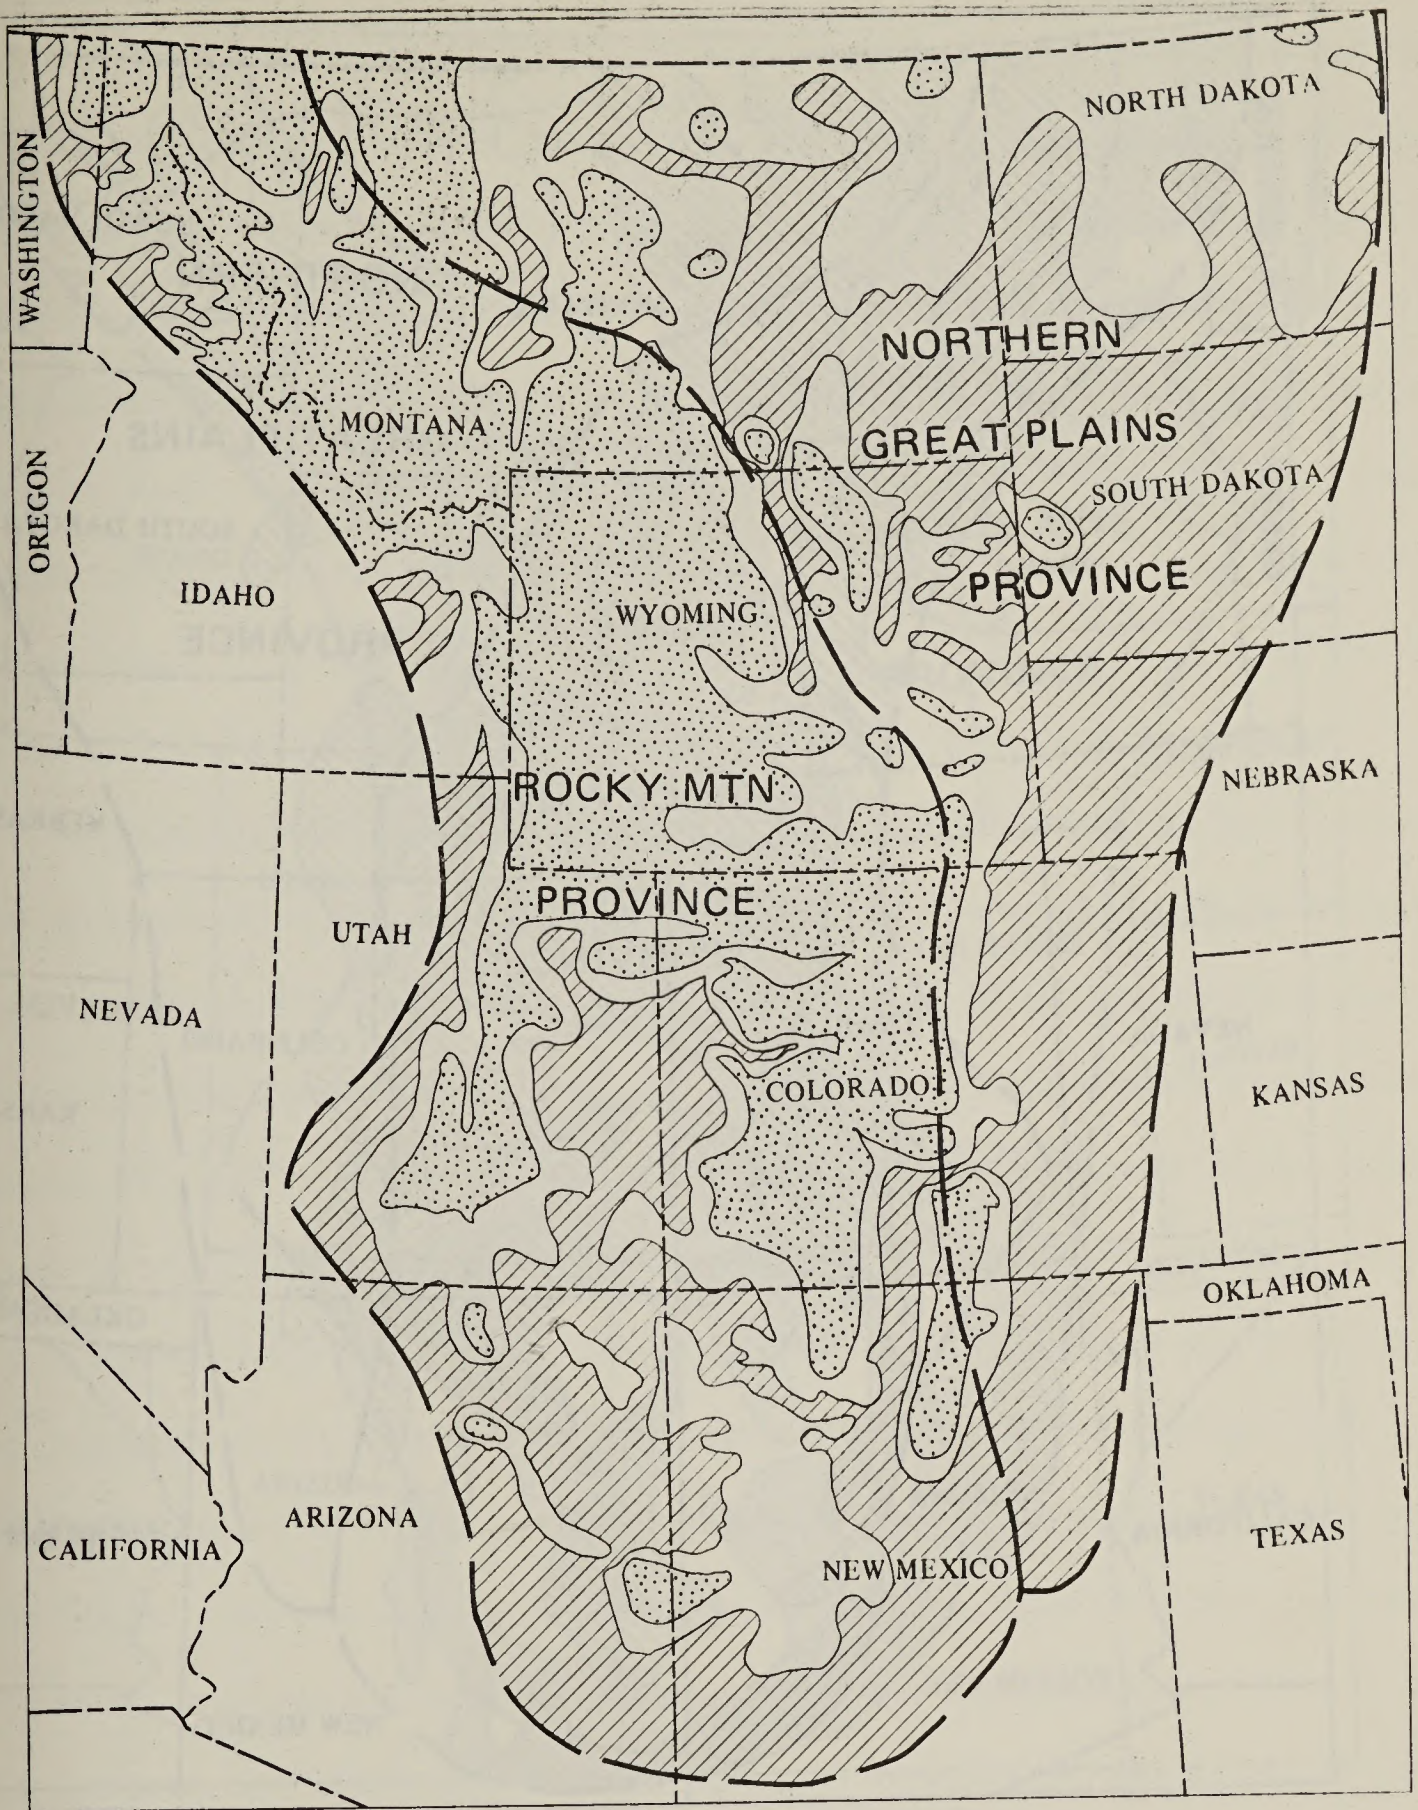 NORTH DAKOTA
WASHINGTON
NORTHERN
MONTANA
GREAT PLAINS
SOUTH DAKOTA
OREGON
IDAHO
WYOMING
PROVINCE
ROCKY MTN
NEBRASKA
PROVINCE
UTAH
NEVADA
COLORADO
KANSAS
OKLAHOMA
ARIZONA
CALIFORNIA
NEW MEXICO
TEXAS